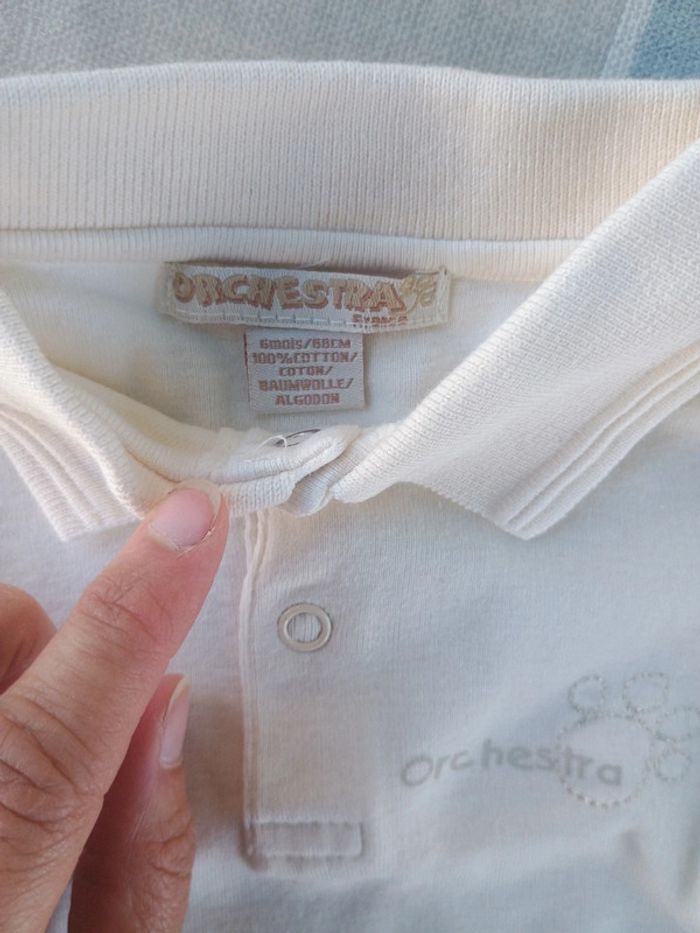 ORCHESTRA
6mois/68CM
100%COTTON/
COTON/
BAUMWOLLE/
ALGODON
Orchestra